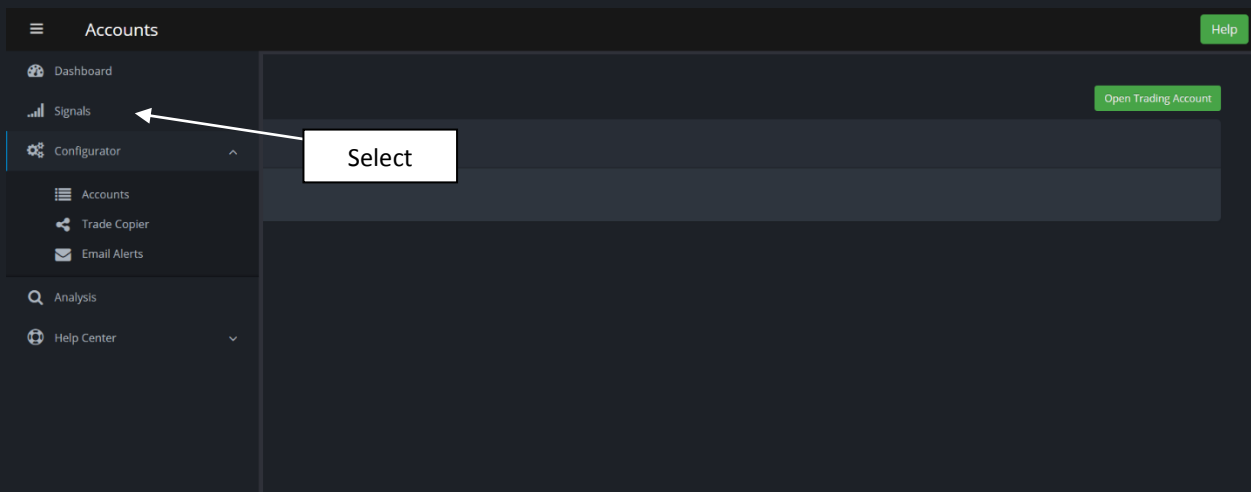 Accounts
Help
Dashboard
Open Trading Account
Signals
Select
Configurator
Accounts
Trade Copier
Email Alerts
Analysis
Help Center